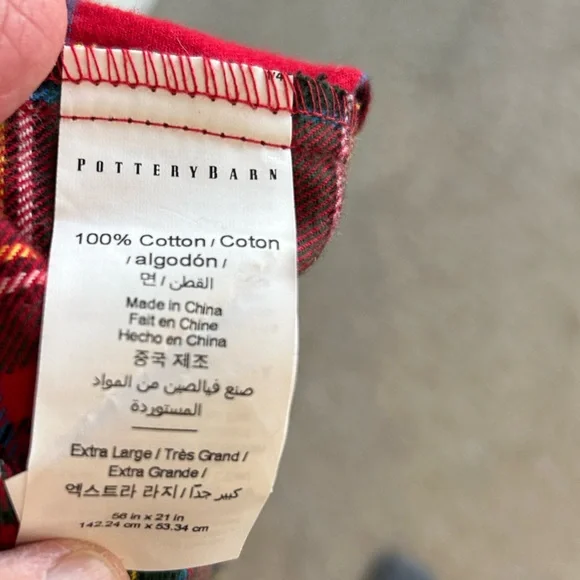 POTTERY BARN
100% Cotton / Coton
/ algodón /
면 / القطن
Made in China
Fait en Chine
Hecho en China
중국 제조
صنع فيالصين من المواد
المستوردة
Extra Large / Très Grand /
Extra Grande /
엑스트라 라지 / كبير جدًا
56 in x 21 in
142.24 cm x 53.34 cm